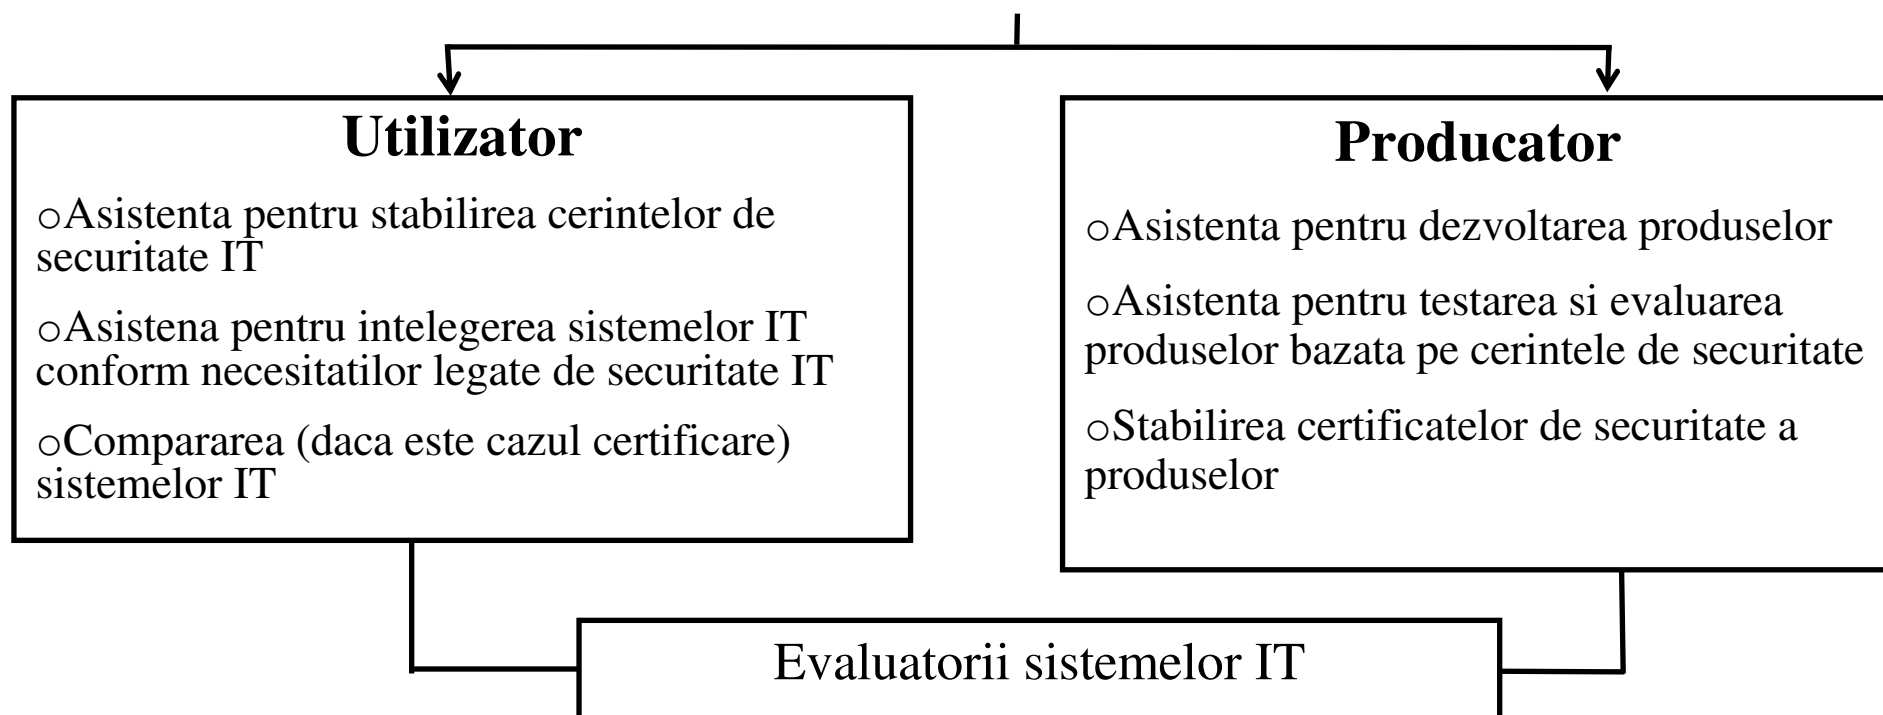 Utilizator
oAsistenta pentru stabilirea cerintelor de
securitate IT
oAsistena pentru intelegerea sistemelor IT
conform necesitatilor legate de securitate IT
oCompararea (daca este cazul certificare)
sistemelor IT
Producator
oAsistenta pentru dezvoltarea produselor
oAsistenta pentru testarea si evaluarea
produselor bazata pe cerintele de securitate
oStabilirea certificatelor de securitate a
produselor
Evaluatorii sistemelor IT